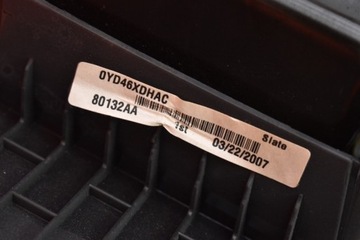 0YD46XDHAC
80132AA
1st
Slate
03/22/2007